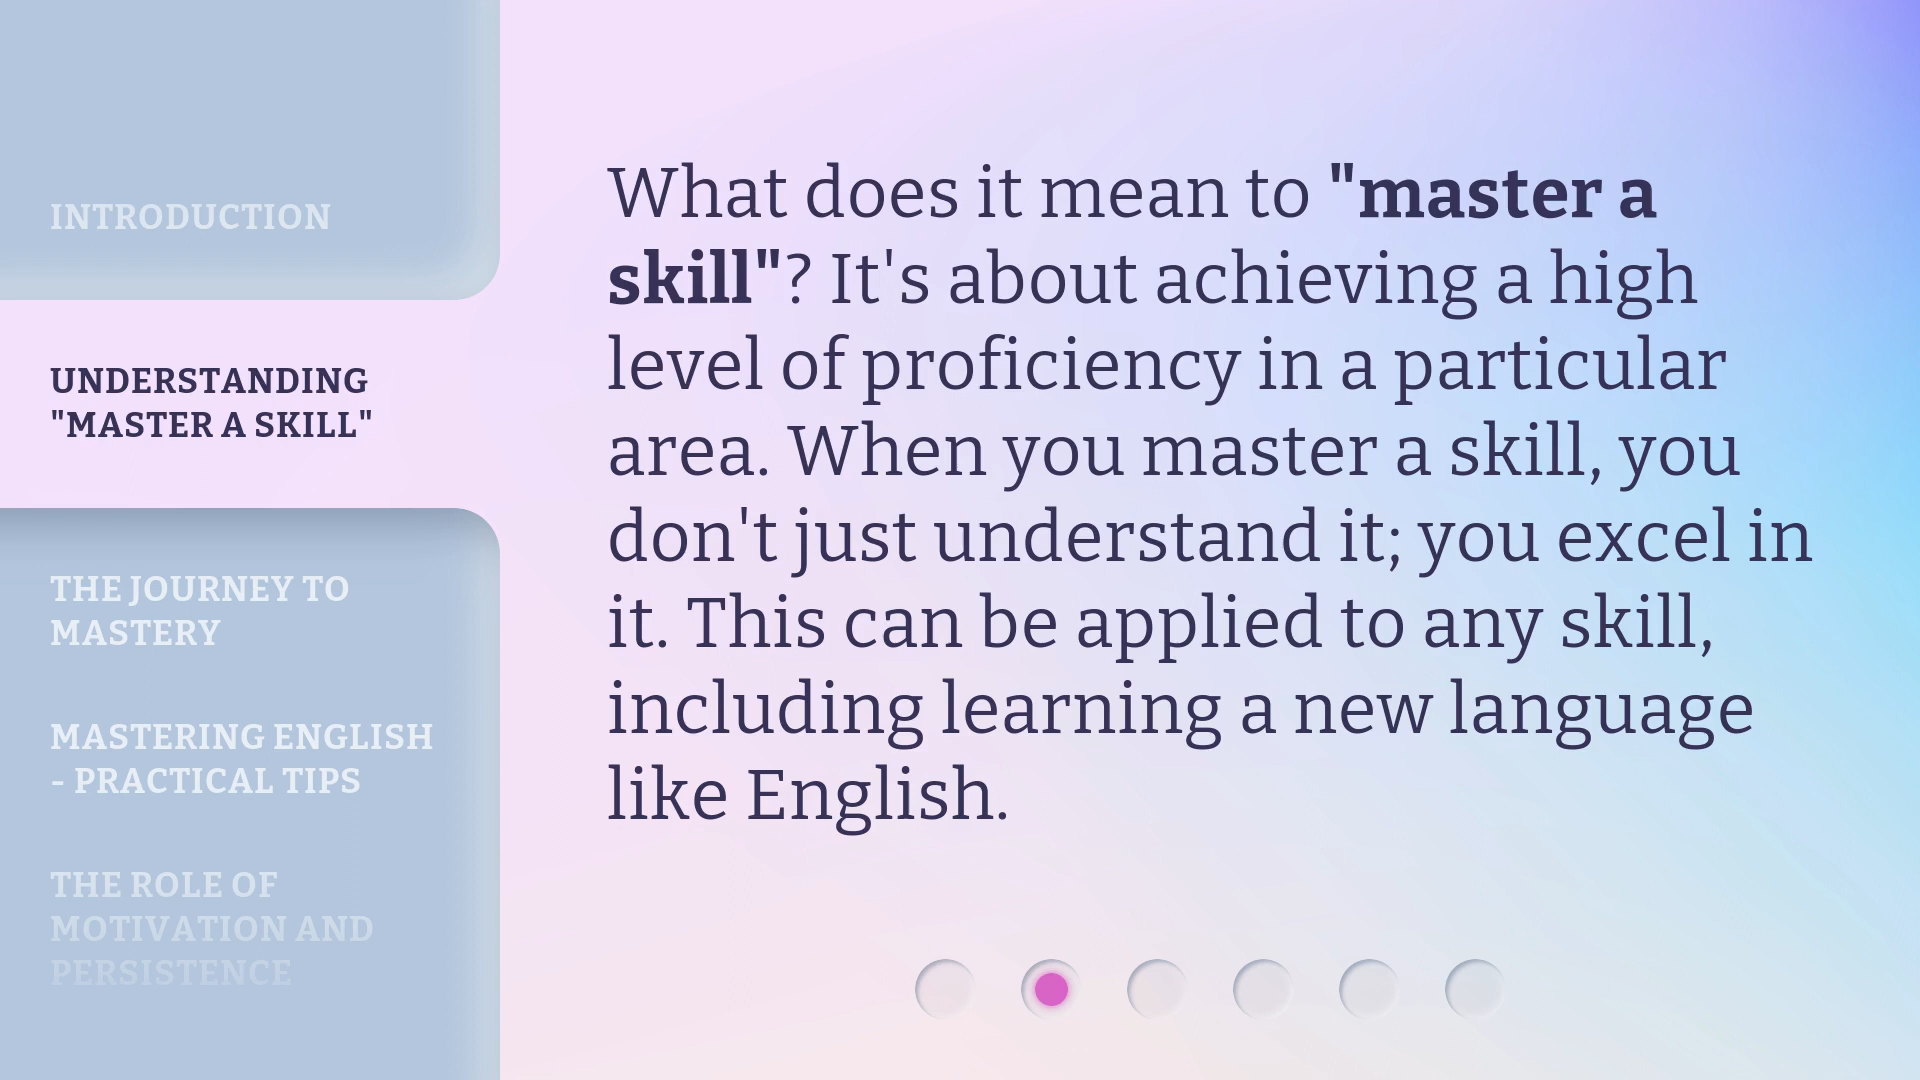 INTRODUCTION
UNDERSTANDING
"MASTER A SKILL"
THE JOURNEY TO
MASTERY
MASTERING ENGLISH
- PRACTICAL TIPS
THE ROLE OF
MOTIVATION AND
PERSISTENCE
What does it mean to "master a
skill"? It's about achieving a high
level of proficiency in a particular
area. When you master a skill, you
don't just understand it; you excel in
it. This can be applied to any skill,
including learning a new language
like English.